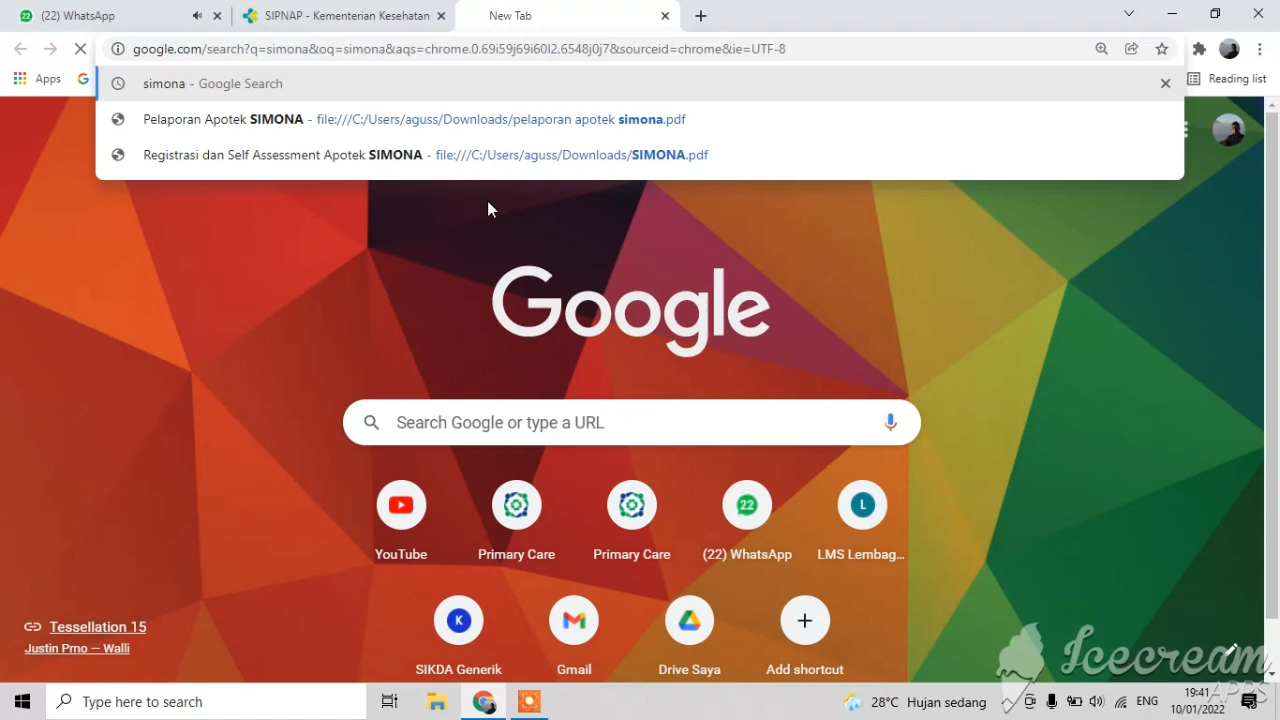 (22) WhatsApp
SIPNAP - Kementerian Kesehatan
New Tab
google.com/search?q=simona&oq=simona&aqs=chrome.0.69i59j69i60l2.6548j0j7&sourceid=chrome&ie=UTF-8
Apps
G
Reading list
simona - Google Search
Pelaporan Apotek SIMONA - file:///C:/Users/aguss/Downloads/pelaporan apotek simona.pdf
Registrasi dan Self Assessment Apotek SIMONA - file:///C:/Users/aguss/Downloads/SIMONA.pdf
Google
Search Google or type a URL
22
L
YouTube
Primary Care
Primary Care
(22) WhatsApp
LMS Lembag...
K
SIKDA Generik
Gmail
Drive Saya
Add shortcut
Tessellation 15
Justin Prno — Walli
Icecream
APPS
Type here to search
28°C Hujan sedang
ENG
19:41
10/01/2022